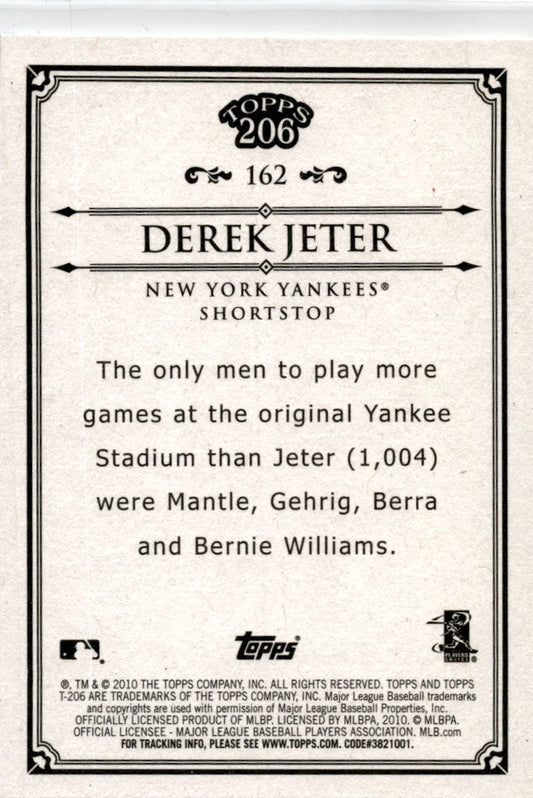 TOPPS
206
162
DEREK JETER
NEW YORK YANKEES®
SHORTSTOP
The only men to play more
games at the original Yankee
Stadium than Jeter (1,004)
were Mantle, Gehrig, Berra
and Bernie Williams.
Topps®
PLAYERS
CHOICE ®
®, TM & © 2010 THE TOPPS COMPANY, INC. ALL RIGHTS RESERVED. TOPPS AND TOPPS
T-206 ARE TRADEMARKS OF THE TOPPS COMPANY, INC. Major League Baseball trademarks
and copyrights are used with permission of Major League Baseball Properties, Inc.
OFFICIALLY LICENSED PRODUCT OF MLBP. LICENSED BY MLBPA, 2010. © MLBPA.
OFFICIAL LICENSEE - MAJOR LEAGUE BASEBALL PLAYERS ASSOCIATION. MLB.com
FOR TRACKING INFO, PLEASE SEE WWW.TOPPS.COM. CODE#3821001.